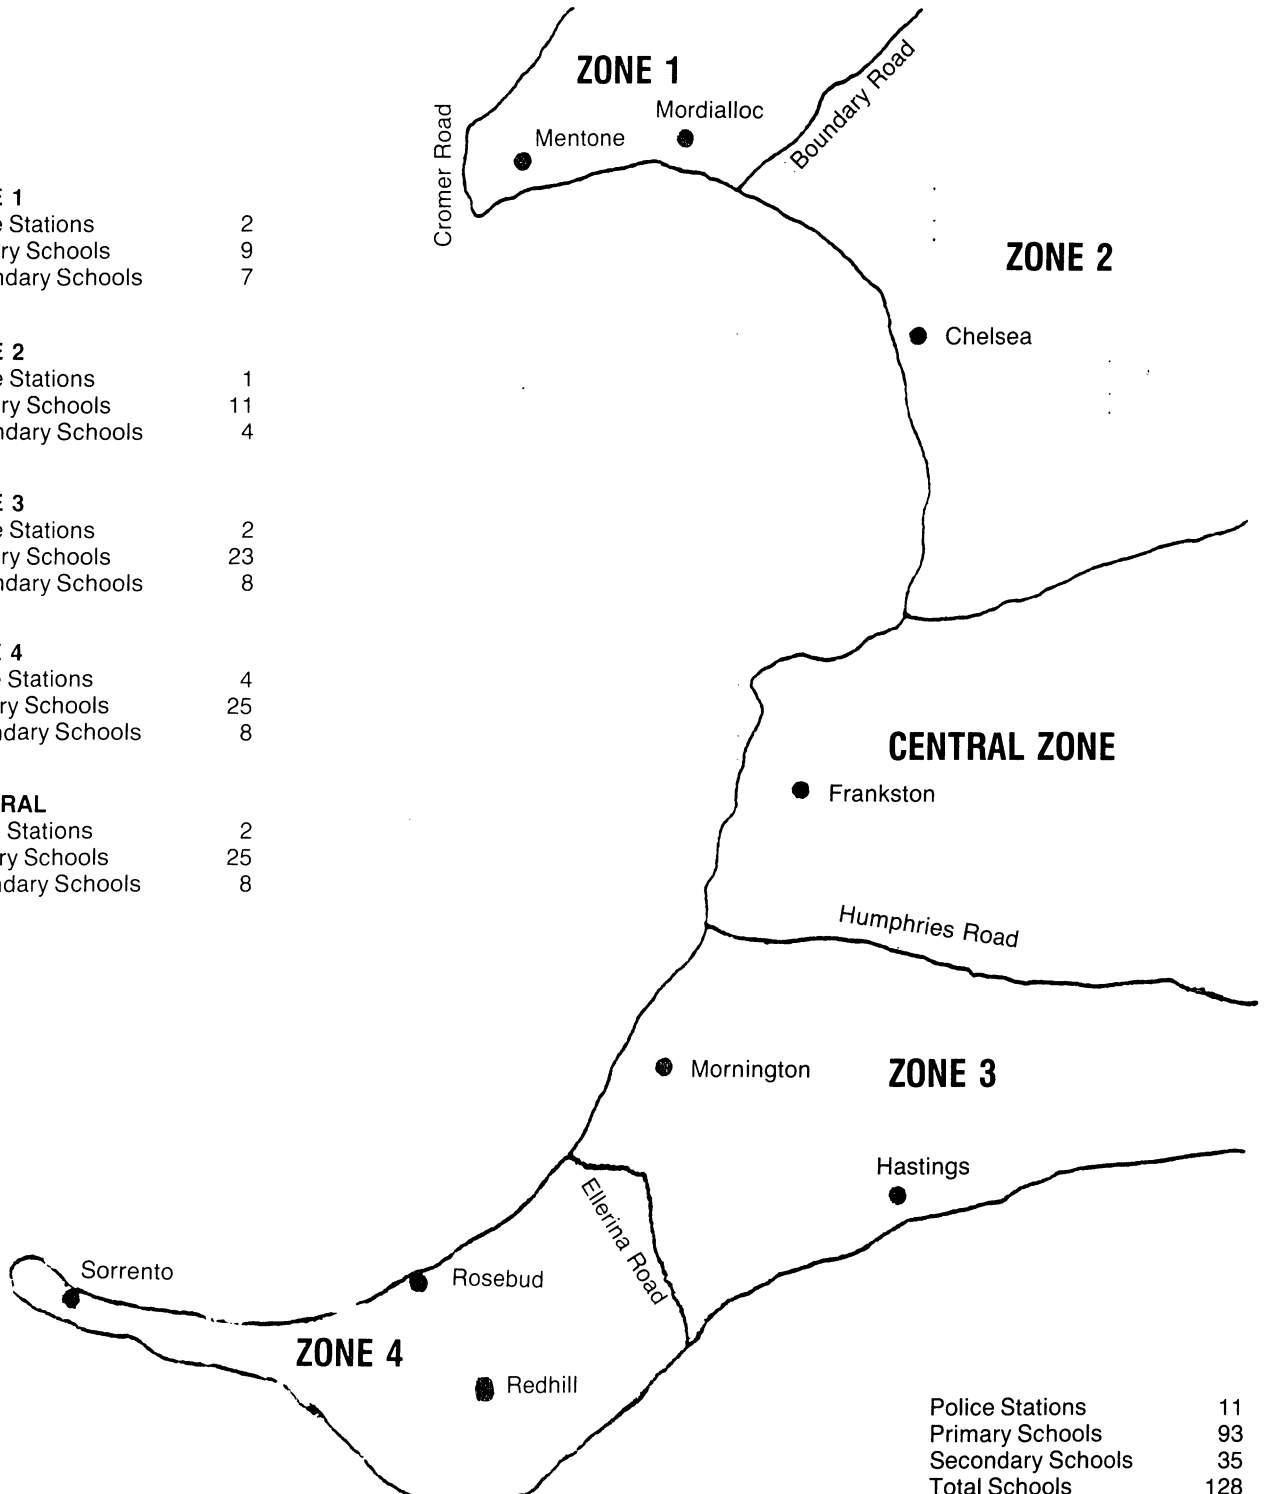 ZONE 1
Mordialloc
Mentone
Cromer Road
Boundary Road
ZONE 2
Chelsea
E 1
e Stations 2
ry Schools 9
ndary Schools 7
E 2
e Stations 1
ry Schools 11
ndary Schools 4
E 3
e Stations 2
ry Schools 23
ndary Schools 8
E 4
e Stations 4
ry Schools 25
ndary Schools 8
RAL
Stations 2
ry Schools 25
ndary Schools 8
CENTRAL ZONE
Frankston
Humphries Road
Mornington
ZONE 3
Hastings
Ellerina Road
Sorrento
Rosebud
ZONE 4
Redhill
Police Stations 11
Primary Schools 93
Secondary Schools 35
Total Schools 128